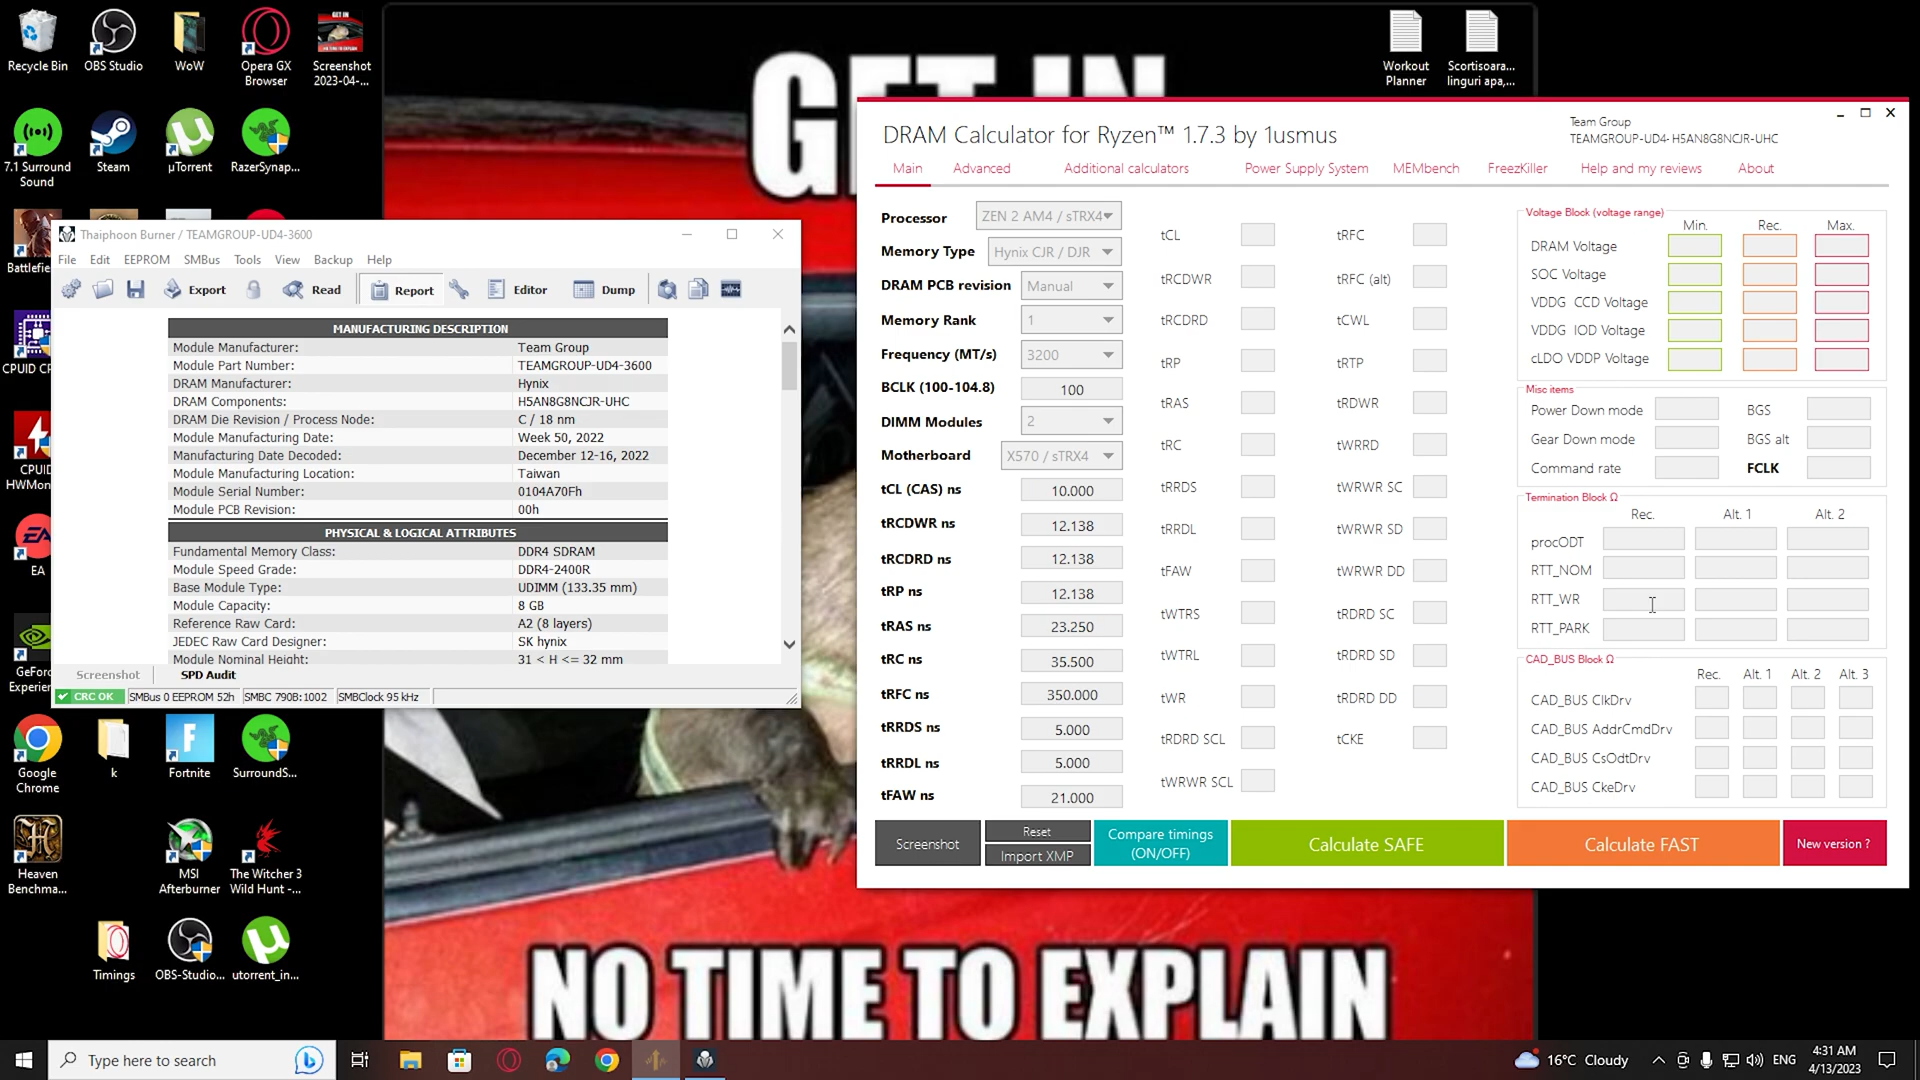 GET IN
NO TIME TO EXPLAIN
Recycle Bin
OBS Studio
WoW
Opera GX
Browser
Screenshot
2023-04-...
7.1 Surround
Sound
Steam
µTorrent
RazerSynap...
Battlefie
CPUID CP
CPUID
HWMon
EA
GeForc
Experien
Google
Chrome
k
Fortnite
SurroundS...
Heaven
Benchma...
MSI
Afterburner
The Witcher 3
Wild Hunt -...
Timings
OBS-Studio...
utorrent_in...
Workout
Planner
Scortisoara...
linguri apa,...
Thaiphoon Burner / TEAMGROUP-UD4-3600
File Edit EEPROM SMBus Tools View Backup Help
Export Read Report Editor Dump
MANUFACTURING DESCRIPTION
Module Manufacturer: Team Group
Module Part Number: TEAMGROUP-UD4-3600
DRAM Manufacturer: Hynix
DRAM Components: H5AN8G8NCJR-UHC
DRAM Die Revision / Process Node: C / 18 nm
Module Manufacturing Date: Week 50, 2022
Manufacturing Date Decoded: December 12-16, 2022
Module Manufacturing Location: Taiwan
Module Serial Number: 0104A70Fh
Module PCB Revision: 00h
PHYSICAL & LOGICAL ATTRIBUTES
Fundamental Memory Class: DDR4 SDRAM
Module Speed Grade: DDR4-2400R
Base Module Type: UDIMM (133.35 mm)
Module Capacity: 8 GB
Reference Raw Card: A2 (8 layers)
JEDEC Raw Card Designer: SK hynix
Module Nominal Height: 31 < H <= 32 mm
Screenshot SPD Audit
CRC OK SMBus 0 EEPROM 52h SMBC 790B:1002 SMBClock 95 kHz
DRAM Calculator for Ryzen™ 1.7.3 by 1usmus
Team Group
TEAMGROUP-UD4- H5AN8G8NCJR-UHC
Main Advanced Additional calculators Power Supply System MEMbench FreezKiller Help and my reviews About
Processor ZEN 2 AM4 / sTRX4
Memory Type Hynix CJR / DJR
DRAM PCB revision Manual
Memory Rank 1
Frequency (MT/s) 3200
BCLK (100-104.8) 100
DIMM Modules 2
Motherboard X570 / sTRX4
tCL (CAS) ns 10.000
tRCDWR ns 12.138
tRCDRD ns 12.138
tRP ns 12.138
tRAS ns 23.250
tRC ns 35.500
tRFC ns 350.000
tRRDS ns 5.000
tRRDL ns 5.000
tFAW ns 21.000
tCL
tRCDWR
tRCDRD
tRP
tRAS
tRC
tRRDS
tRRDL
tFAW
tWTRS
tWTRL
tWR
tRDRD SCL
tWRWR SCL
tRFC
tRFC (alt)
tCWL
tRTP
tRDWR
tWRRD
tWRWR SC
tWRWR SD
tWRWR DD
tRDRD SC
tRDRD SD
tRDRD DD
tCKE
Voltage Block (voltage range)
Min. Rec. Max.
DRAM Voltage
SOC Voltage
VDDG CCD Voltage
VDDG IOD Voltage
cLDO VDDP Voltage
Misc items
Power Down mode BGS
Gear Down mode BGS alt
Command rate FCLK
Termination Block Ω
Rec. Alt. 1 Alt. 2
procODT
RTT_NOM
RTT_WR
RTT_PARK
CAD_BUS Block Ω
Rec. Alt. 1 Alt. 2 Alt. 3
CAD_BUS ClkDrv
CAD_BUS AddrCmdDrv
CAD_BUS CsOdtDrv
CAD_BUS CkeDrv
Screenshot
Reset
Import XMP
Compare timings
(ON/OFF)
Calculate SAFE
Calculate FAST
New version ?
Type here to search
16°C Cloudy
ENG
4:31 AM
4/13/2023